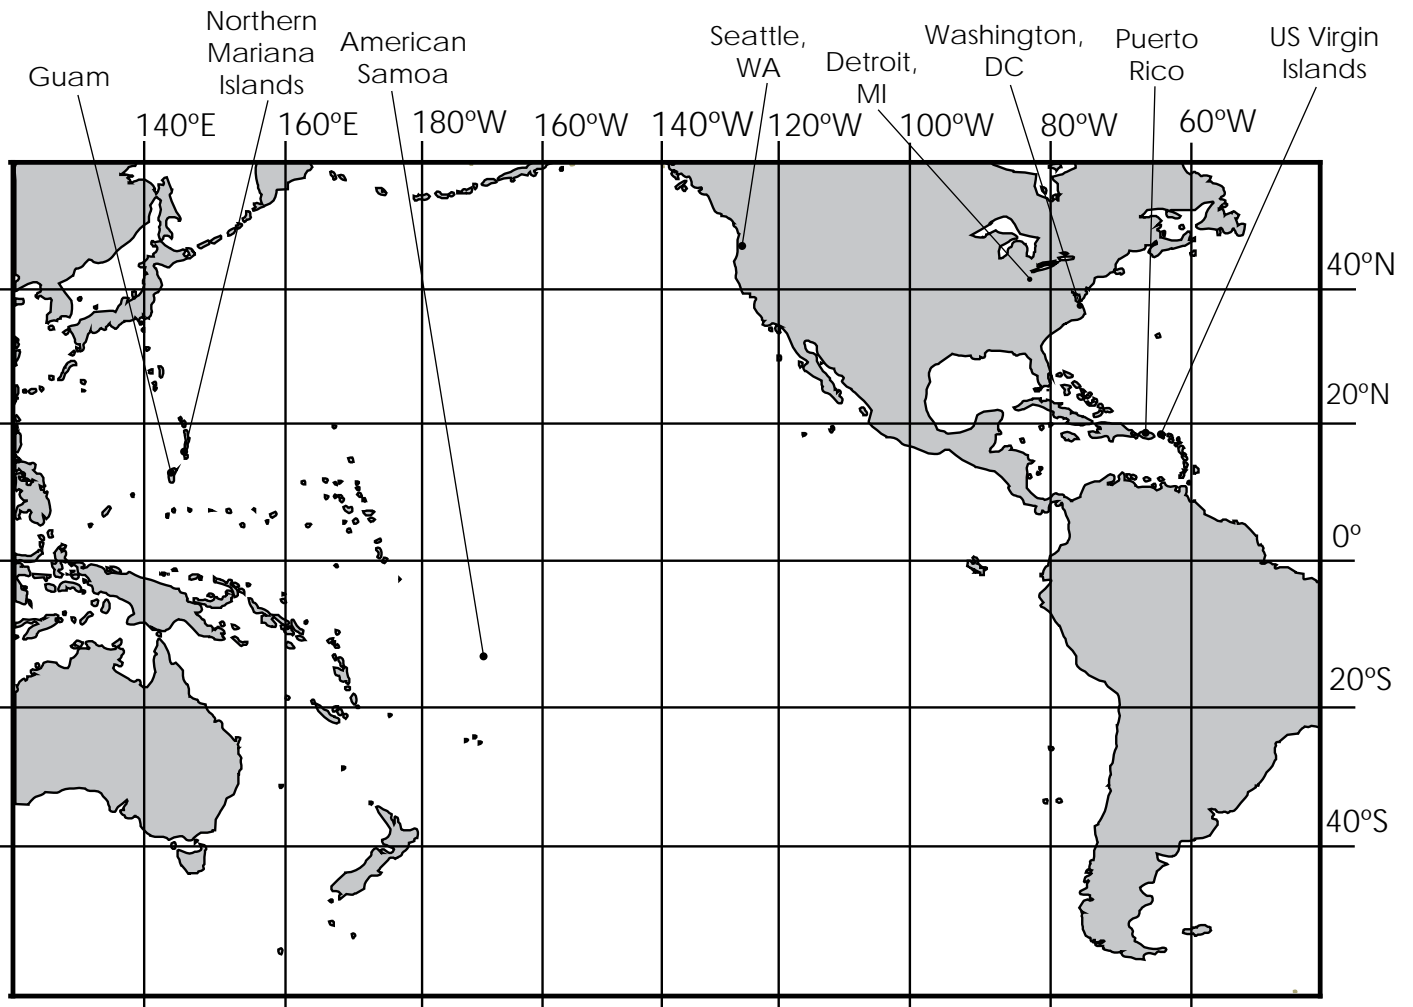 Northern
Mariana
Islands
American
Samoa
Guam
Seattle,
WA
Detroit,
MI
Washington,
DC
Puerto
Rico
US Virgin
Islands
140ºE
160ºE
180ºW
160ºW
140ºW
120ºW
100ºW
80ºW
60ºW
40ºN
20ºN
0º
20ºS
40ºS